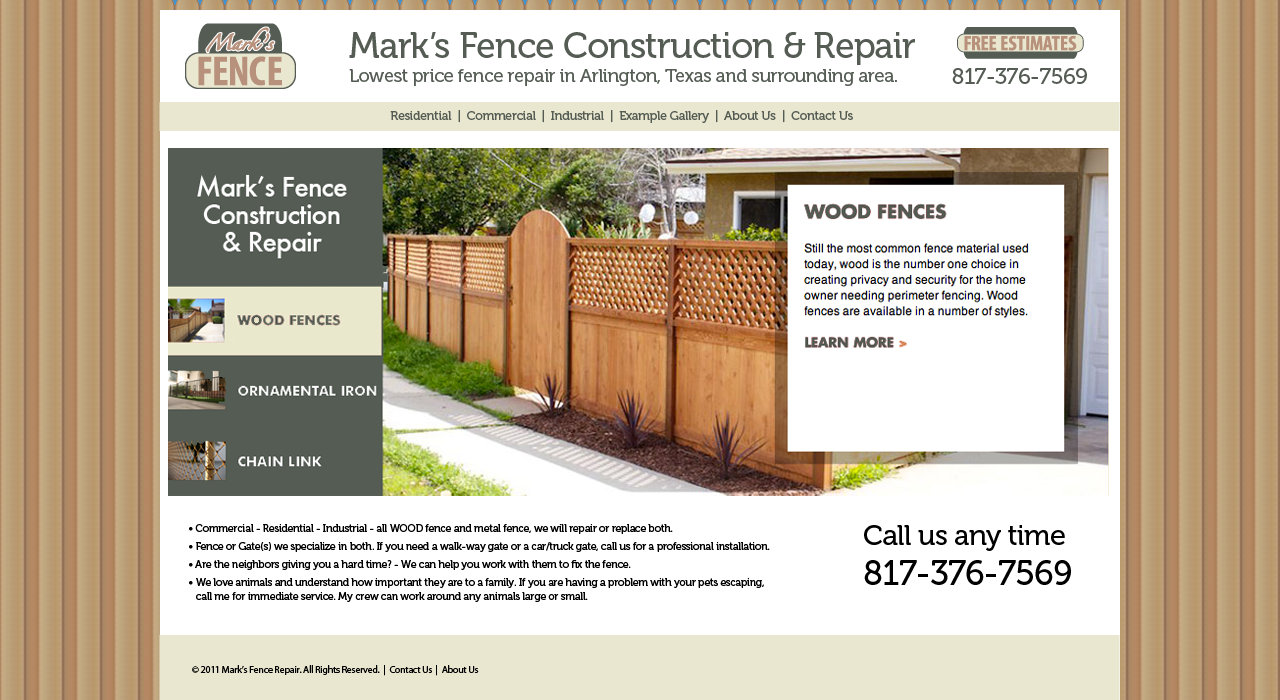 Mark's
FENCE
Mark's Fence Construction & Repair
Lowest price fence repair in Arlington, Texas and surrounding area.
FREE ESTIMATES
817-376-7569
Residential | Commercial | Industrial | Example Gallery | About Us | Contact Us
Mark's Fence
Construction
& Repair
WOOD FENCES
ORNAMENTAL IRON
CHAIN LINK
WOOD FENCES
Still the most common fence material used
today, wood is the number one choice in
creating privacy and security for the home
owner needing perimeter fencing. Wood
fences are available in a number of styles.
LEARN MORE >
• Commercial - Residential - Industrial - all WOOD fence and metal fence, we will repair or replace both.
• Fence or Gate(s) we specialize in both. If you need a walk-way gate or a car/truck gate, call us for a professional installation.
• Are the neighbors giving you a hard time? - We can help you work with them to fix the fence.
• We love animals and understand how important they are to a family. If you are having a problem with your pets escaping,
call me for immediate service. My crew can work around any animals large or small.
Call us any time
817-376-7569
© 2011 Mark's Fence Repair. All Rights Reserved. | Contact Us | About Us